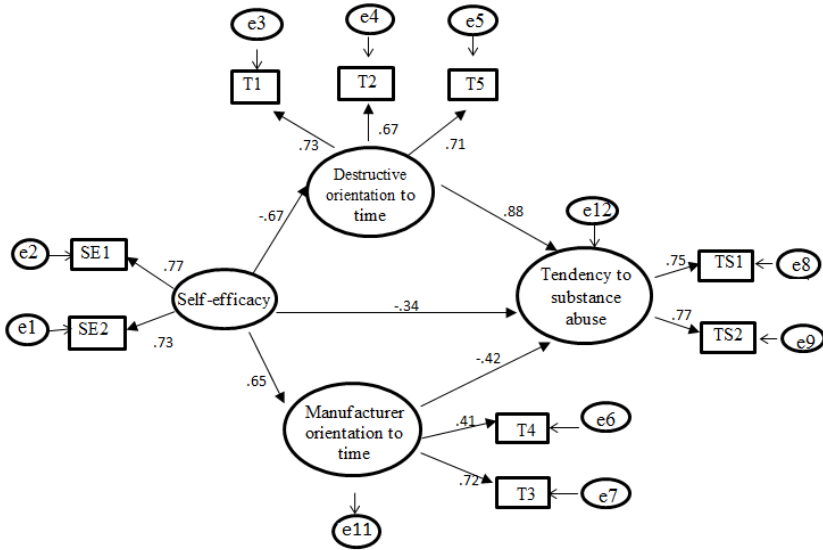 e3
e4
e5
T1
T2
T5
.73
.67
.71
Destructive
orientation to
time
-.67
.88
e12
e2
SE1
.77
Self-efficacy
e1
SE2
.73
-.34
Tendency to
substance
abuse
.75
TS1
e8
.77
TS2
e9
.65
-.42
Manufacturer
orientation to
time
.41
T4
e6
.72
T3
e7
e11